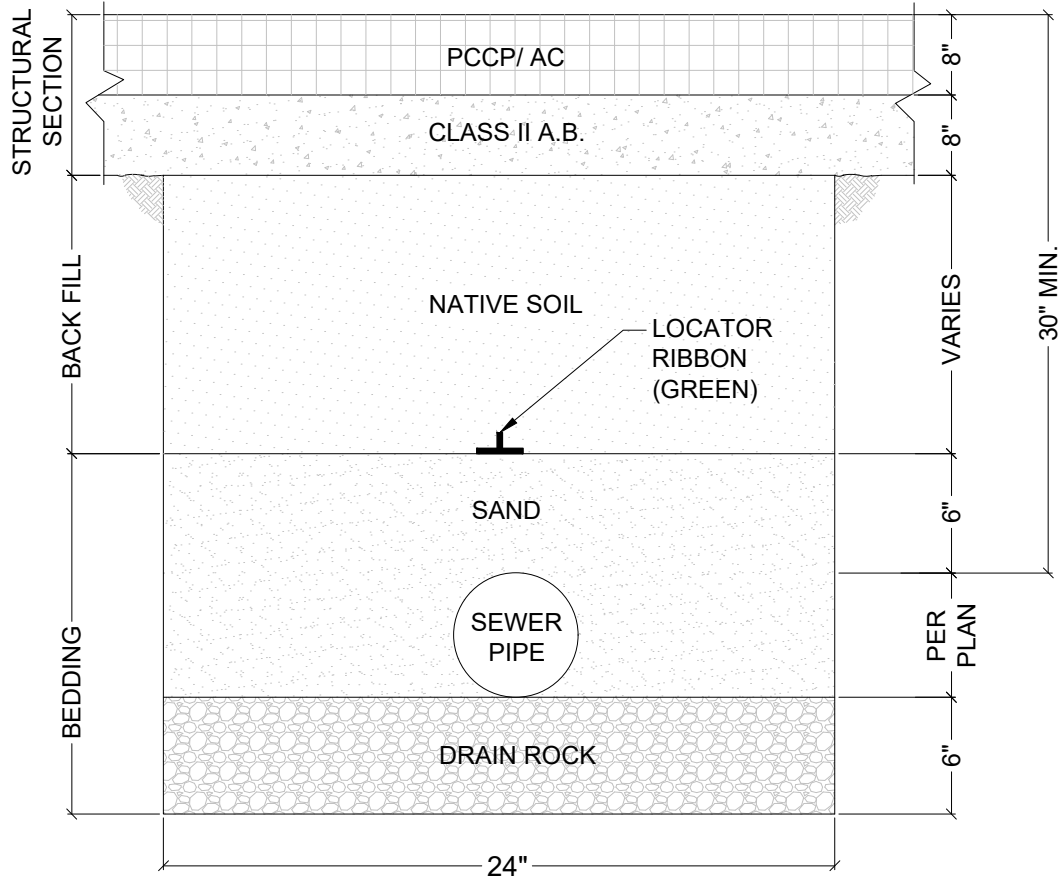 STRUCTURAL
SECTION
PCCP/ AC
8"
CLASS II A.B.
8"
BACK FILL
NATIVE SOIL
LOCATOR
RIBBON
(GREEN)
VARIES
30" MIN.
SAND
6"
BEDDING
SEWER
PIPE
PER
PLAN
DRAIN ROCK
6"
24"